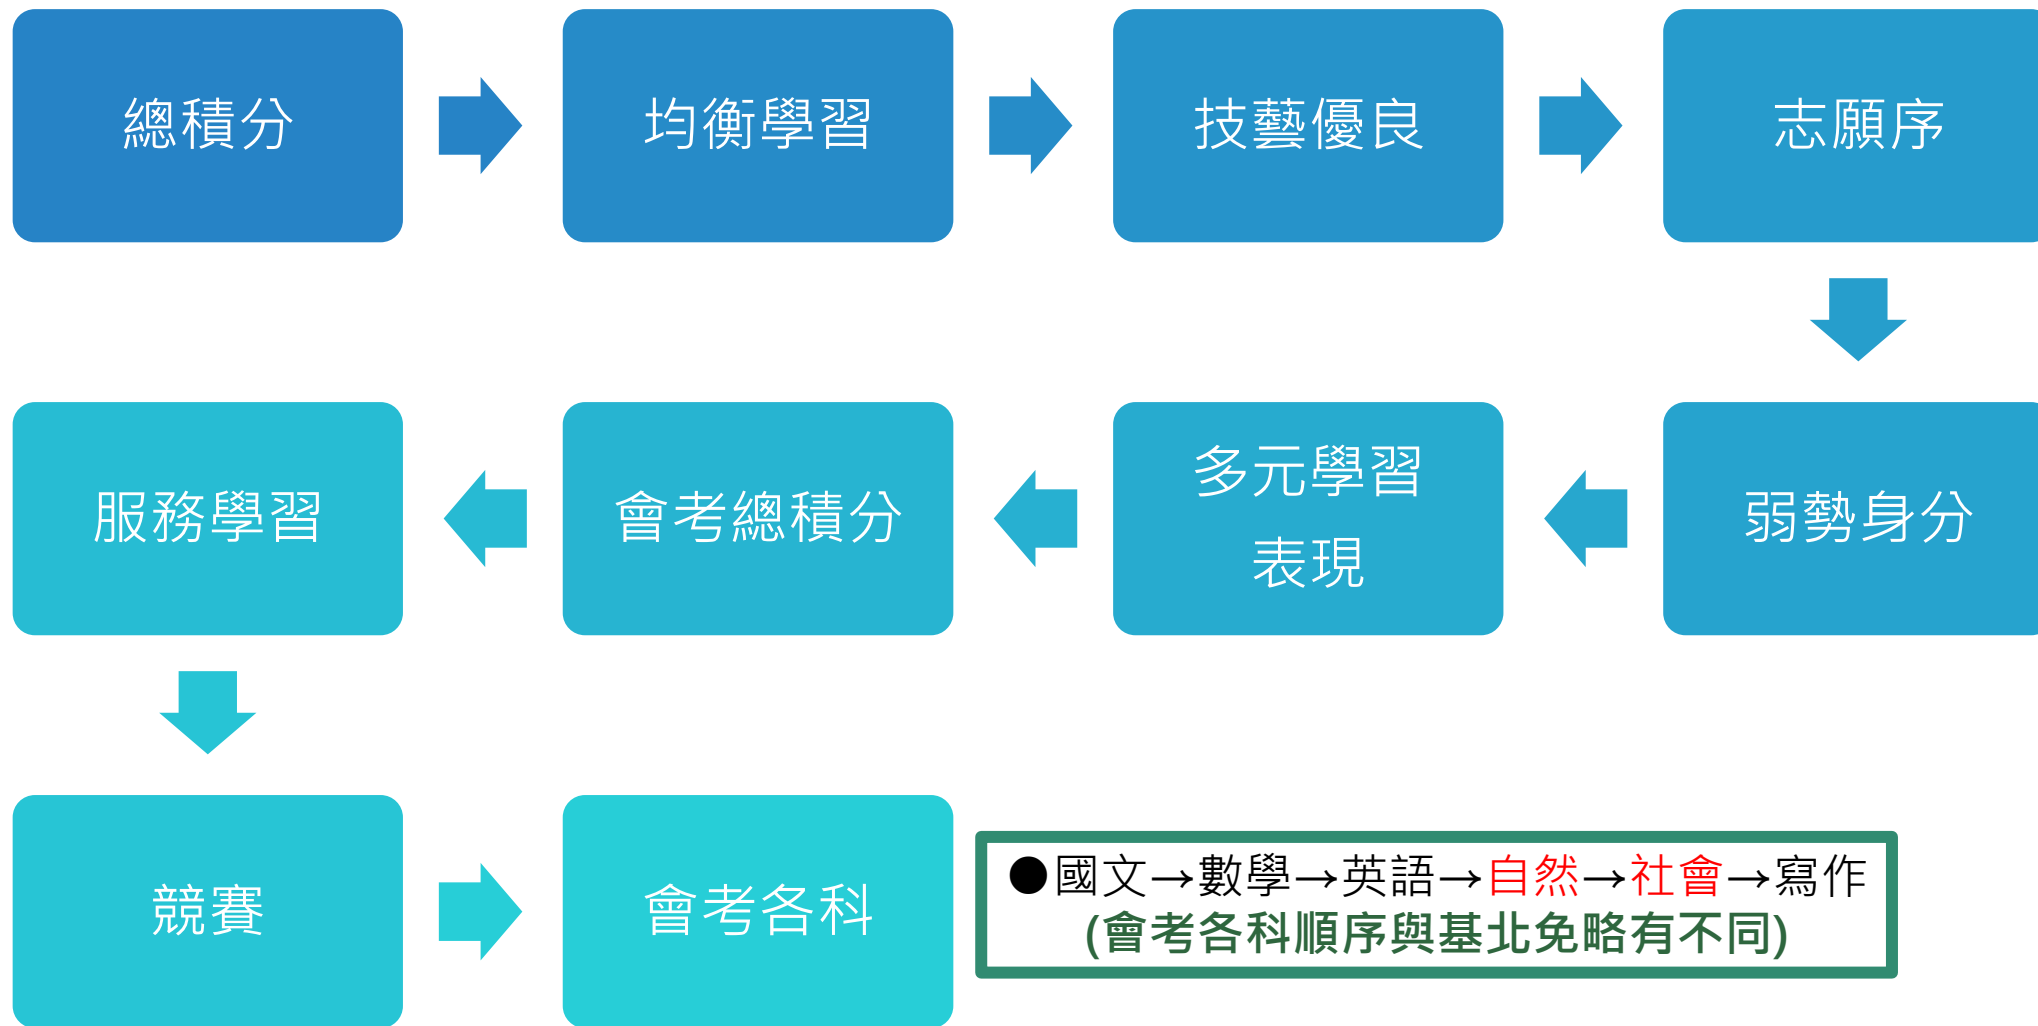 總積分
均衡學習
技藝優良
志願序
弱勢身分
多元學習
表現
會考總積分
服務學習
競賽
會考各科
●國文→數學→英語→自然→社會→寫作
(會考各科順序與基北免略有不同)